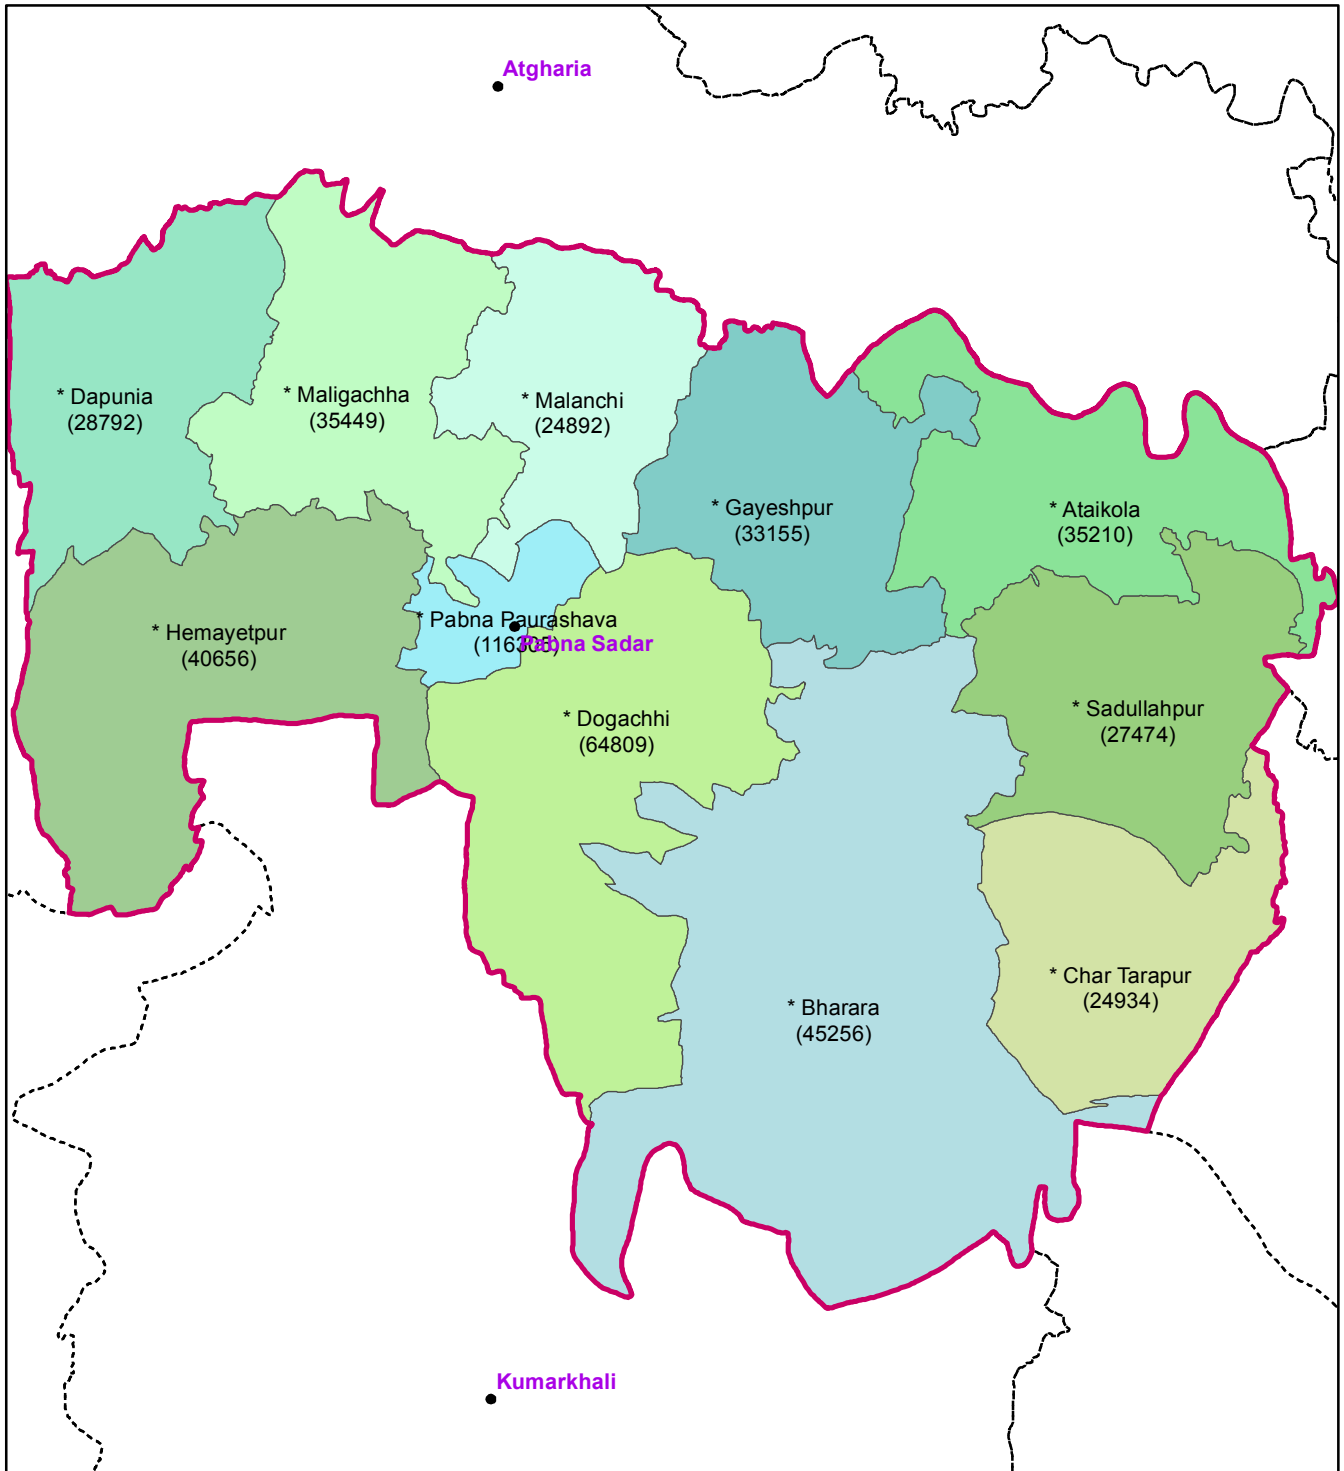 Atgharia
* Dapunia
(28792)
* Maligachha
(35449)
* Malanchi
(24892)
* Gayeshpur
(33155)
* Ataikola
(35210)
* Hemayetpur
(40656)
* Pabna Paurashava
(116305)
Pabna Sadar
* Dogachhi
(64809)
* Sadullahpur
(27474)
* Bharara
(45256)
* Char Tarapur
(24934)
Kumarkhali